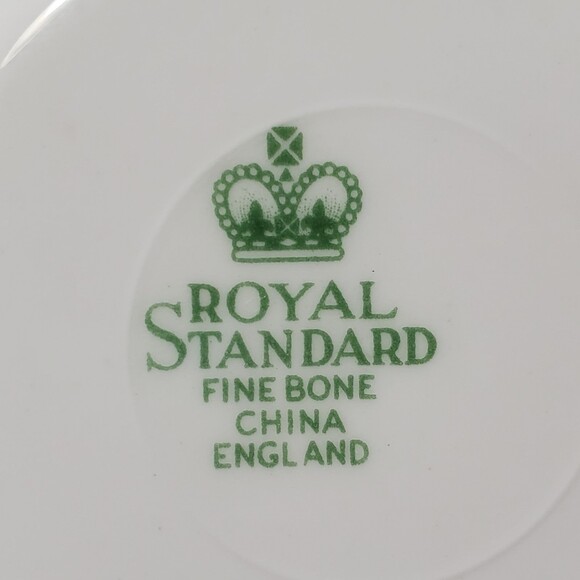 ROYAL
STANDARD
FINE BONE
CHINA
ENGLAND